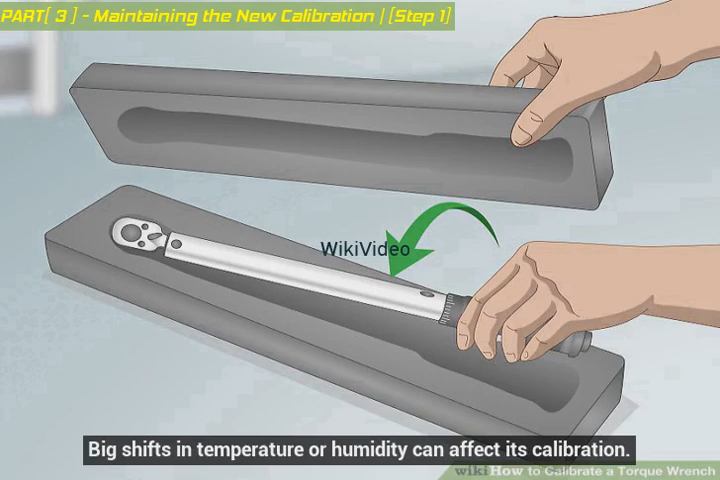 PART[ 3 ] - Maintaining the New Calibration | [Step 1]
WikiVideo
Big shifts in temperature or humidity can affect its calibration.
wiki How to Calibrate a Torque Wrench